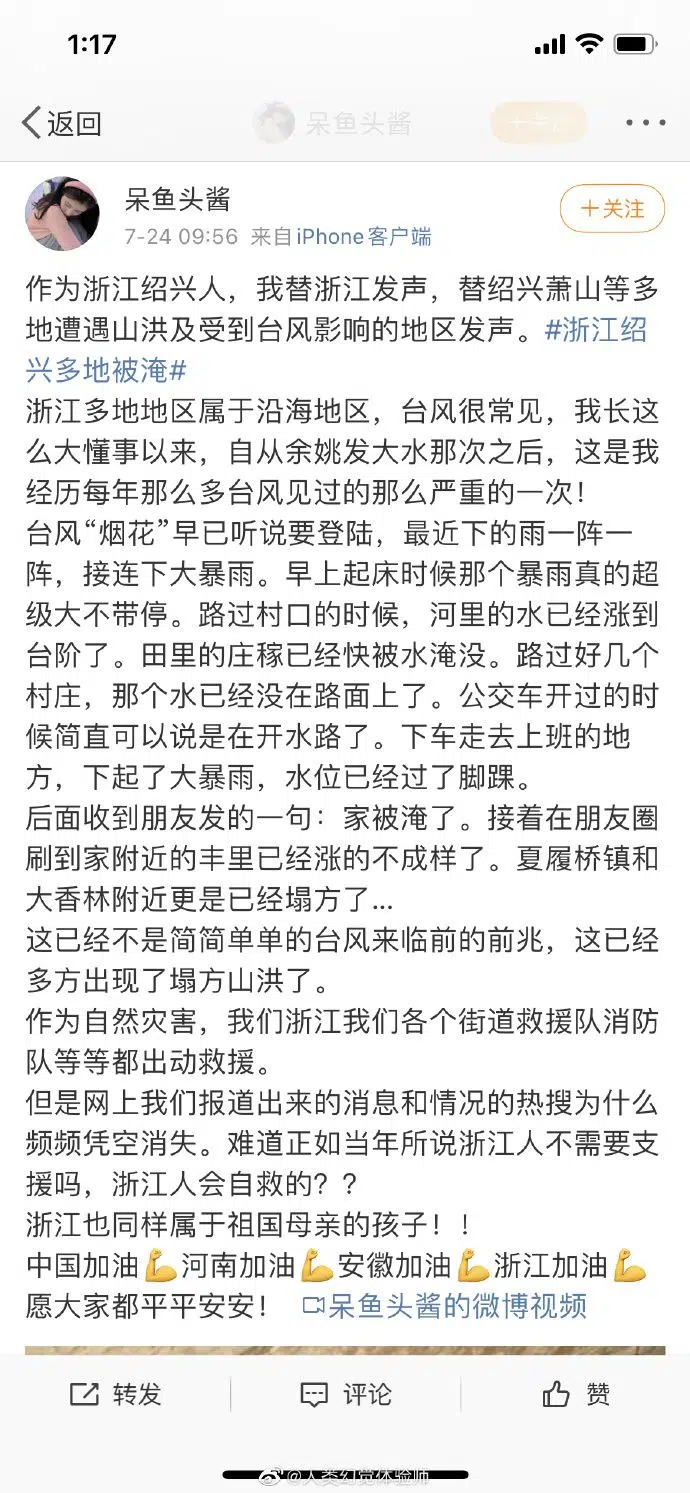 1:17
返回
呆鱼头酱
呆鱼头酱
7-24 09:56 来自 iPhone客户端
＋关注
作为浙江绍兴人，我替浙江发声，替绍兴萧山等多
地遭遇山洪及受到台风影响的地区发声。#浙江绍
兴多地被淹#
浙江多地地区属于沿海地区，台风很常见，我长这
么大懂事以来，自从余姚发大水那次之后，这是我
经历每年那么多台风见过的那么严重的一次！
台风“烟花”早已听说要登陆，最近下的雨一阵一
阵，接连下大暴雨。早上起床时候那个暴雨真的超
级大不带停。路过村口的时候，河里的水已经涨到
台阶了。田里的庄稼已经快被水淹没。路过好几个
村庄，那个水已经没在路面上了。公交车开过的时
候简直可以说是在开水路了。下车走去上班的地
方，下起了大暴雨，水位已经过了脚踝。
后面收到朋友发的一句：家被淹了。接着在朋友圈
刷到家附近的丰里已经涨的不成样了。夏履桥镇和
大香林附近更是已经塌方了...
这已经不是简简单单的台风来临前的前兆，这已经
多方出现了塌方山洪了。
作为自然灾害，我们浙江我们各个街道救援队消防
队等等都出动救援。
但是网上我们报道出来的消息和情况的热搜为什么
频频凭空消失。难道正如当年所说浙江人不需要支
援吗，浙江人会自救的？？
浙江也同样属于祖国母亲的孩子！！
中国加油💪河南加油💪安徽加油💪浙江加油💪
愿大家都平平安安！ 呆鱼头酱的微博视频
转发
评论
赞
@人类幻觉体验师